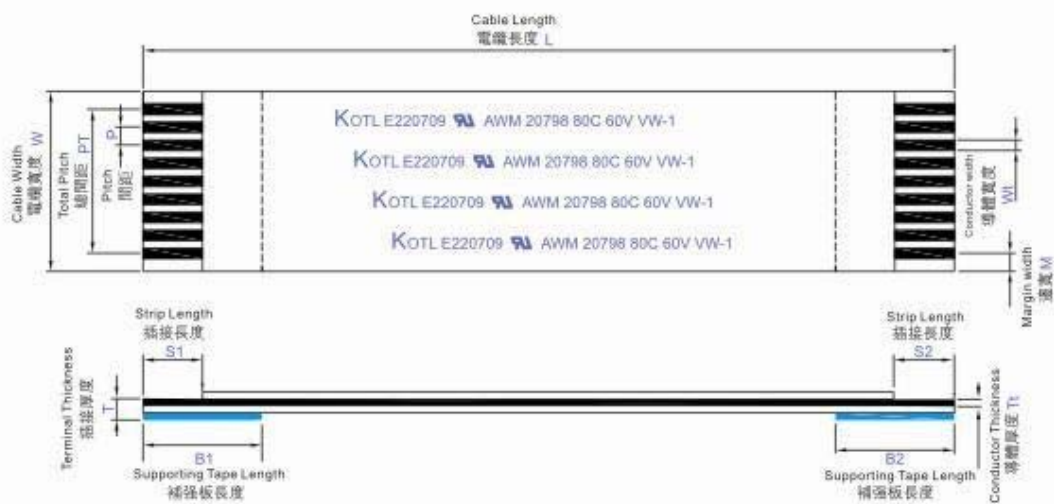 Cable Length
電纜長度 L
Cable Width
電纜寬度 W
Total Pitch
總間距 PT
Pitch
間距
P
KOTL E220709 AWM 20798 80C 60V VW-1
KOTL E220709 AWM 20798 80C 60V VW-1
KOTL E220709 AWM 20798 80C 60V VW-1
KOTL E220709 AWM 20798 80C 60V VW-1
Conductor width
導體寬度
Wt
Margin width
邊寬 M
Strip Length
插接長度
S1
Strip Length
插接長度
S2
Terminal Thickness
插接厚度
T
Conductor Thickness
導體厚度 Tt
B1
Supporting Tape Length
補强板長度
B2
Supporting Tape Length
補强板長度